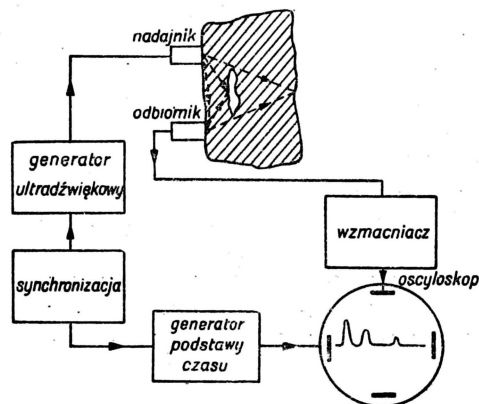 nadajnik
odbiornik
generator
ultradźwiękowy
wzmacniacz
oscyloskop
synchronizacja
generator
podstawy
czasu